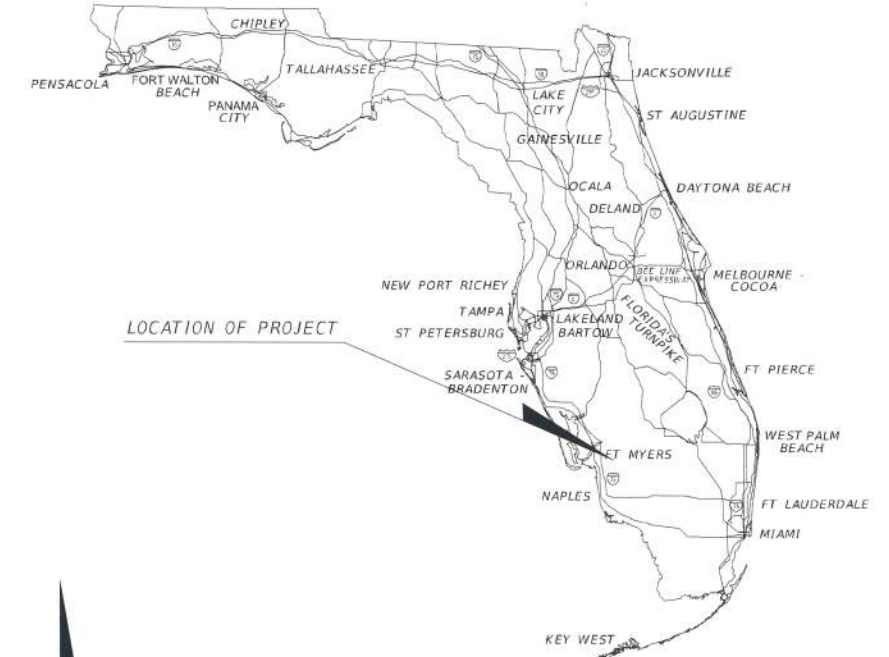 CHIPLEY
PENSACOLA
FORT WALTON
BEACH
PANAMA
CITY
TALLAHASSEE
JACKSONVILLE
LAKE
CITY
ST AUGUSTINE
GAINESVILLE
OCALA
DAYTONA BEACH
DELAND
ORLANDO
BEE LINE
EXPRESSWAY
MELBOURNE
COCOA
NEW PORT RICHEY
TAMPA
ST PETERSBURG
LAKELAND
BARTOW
FLORIDA'S
TURNPIKE
LOCATION OF PROJECT
SARASOTA -
BRADENTON
FT PIERCE
FT MYERS
WEST PALM
BEACH
NAPLES
FT LAUDERDALE
MIAMI
KEY WEST